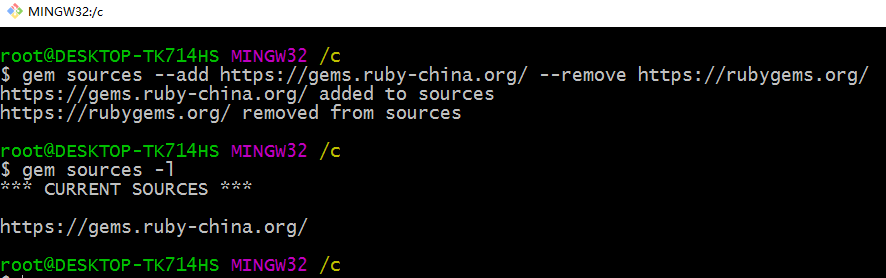 MINGW32:/c
root@DESKTOP-TK714HS MINGW32 /c
$ gem sources --add https://gems.ruby-china.org/ --remove https://rubygems.org/
https://gems.ruby-china.org/ added to sources
https://rubygems.org/ removed from sources
root@DESKTOP-TK714HS MINGW32 /c
$ gem sources -l
*** CURRENT SOURCES ***
https://gems.ruby-china.org/
root@DESKTOP-TK714HS MINGW32 /c
$